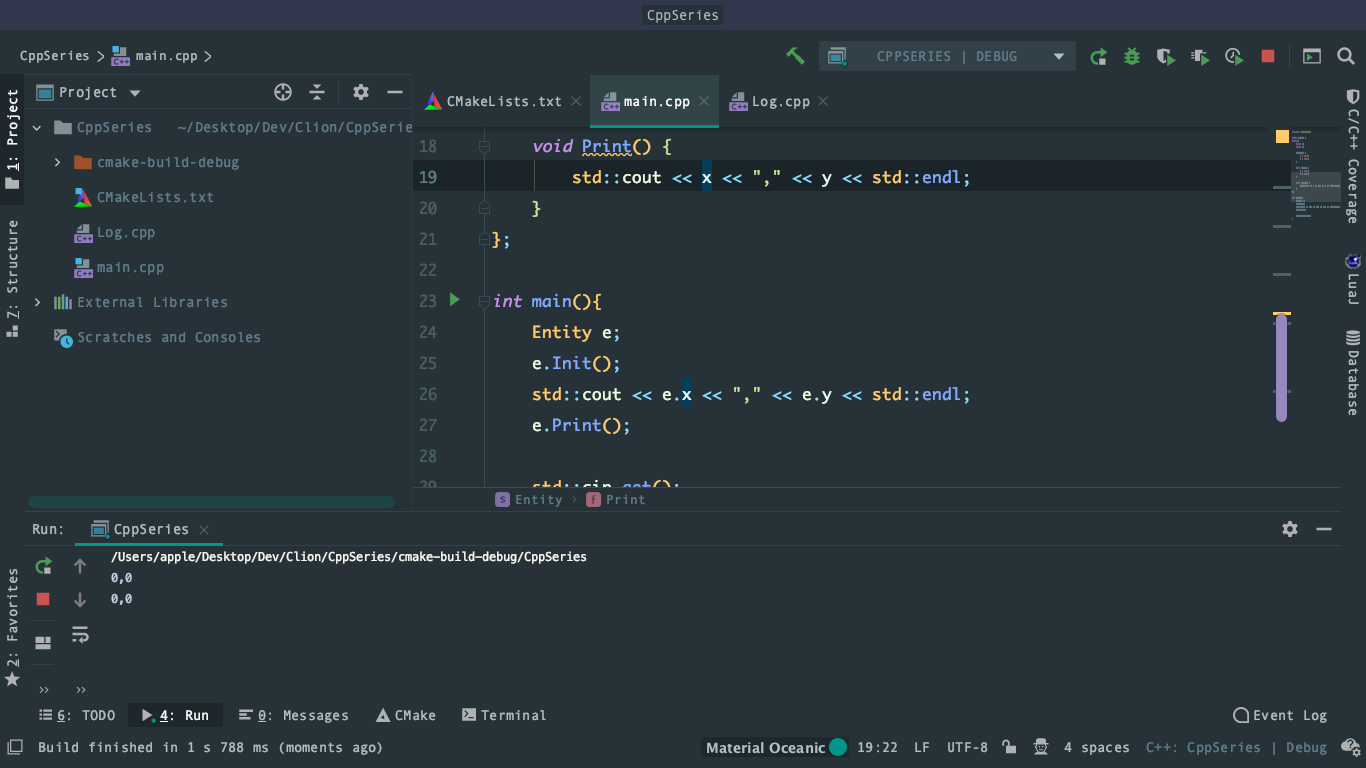 CppSeries
CppSeries > main.cpp >
CPPSERIES | DEBUG
1: Project
Z: Structure
2: Favorites
Project
CppSeries ~/Desktop/Dev/Clion/CppSerie
cmake-build-debug
CMakeLists.txt
Log.cpp
main.cpp
External Libraries
Scratches and Consoles
CMakeLists.txt × main.cpp × Log.cpp ×
18 void Print() {
19 std::cout << x << "," << y << std::endl;
20 }
21 };
22
23 int main(){
24 Entity e;
25 e.Init();
26 std::cout << e.x << "," << e.y << std::endl;
27 e.Print();
28
29 std::cin.get();
S Entity › f Print
C/C++ Coverage
LuaJ
Database
Run: CppSeries ×
/Users/apple/Desktop/Dev/Clion/CppSeries/cmake-build-debug/CppSeries
0,0
0,0
» »
6: TODO 4: Run 0: Messages CMake Terminal Event Log
Build finished in 1 s 788 ms (moments ago) Material Oceanic 19:22 LF UTF-8 4 spaces C++: CppSeries | Debug